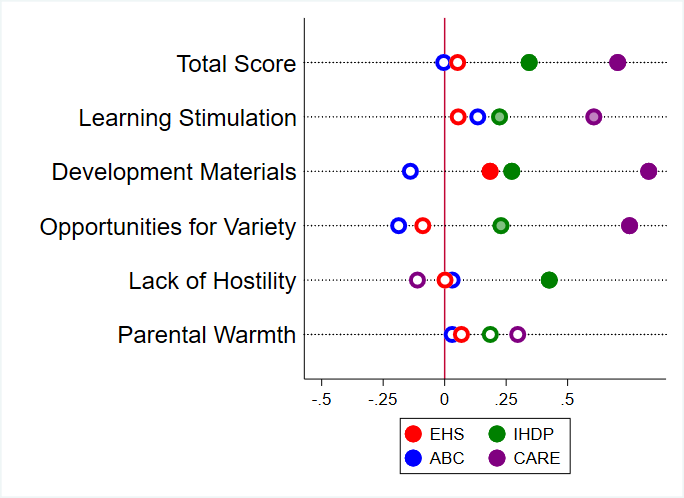 Total Score
Learning Stimulation
Development Materials
Opportunities for Variety
Lack of Hostility
Parental Warmth
-.5 -.25 0 .25 .5
EHS IHDP
ABC CARE